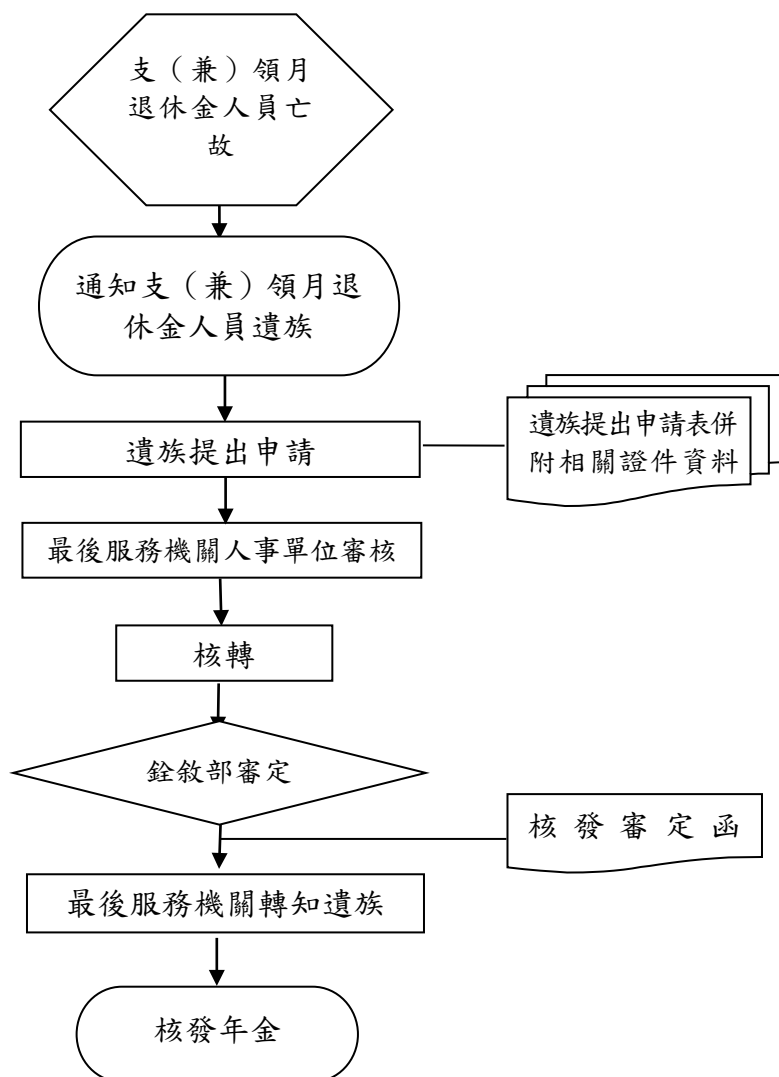 支（兼）領月
退休金人員亡
故
通知支（兼）領月退
休金人員遺族
遺族提出申請
遺族提出申請表併
附相關證件資料
最後服務機關人事單位審核
核轉
銓敘部審定
核發審定函
最後服務機關轉知遺族
核發年金